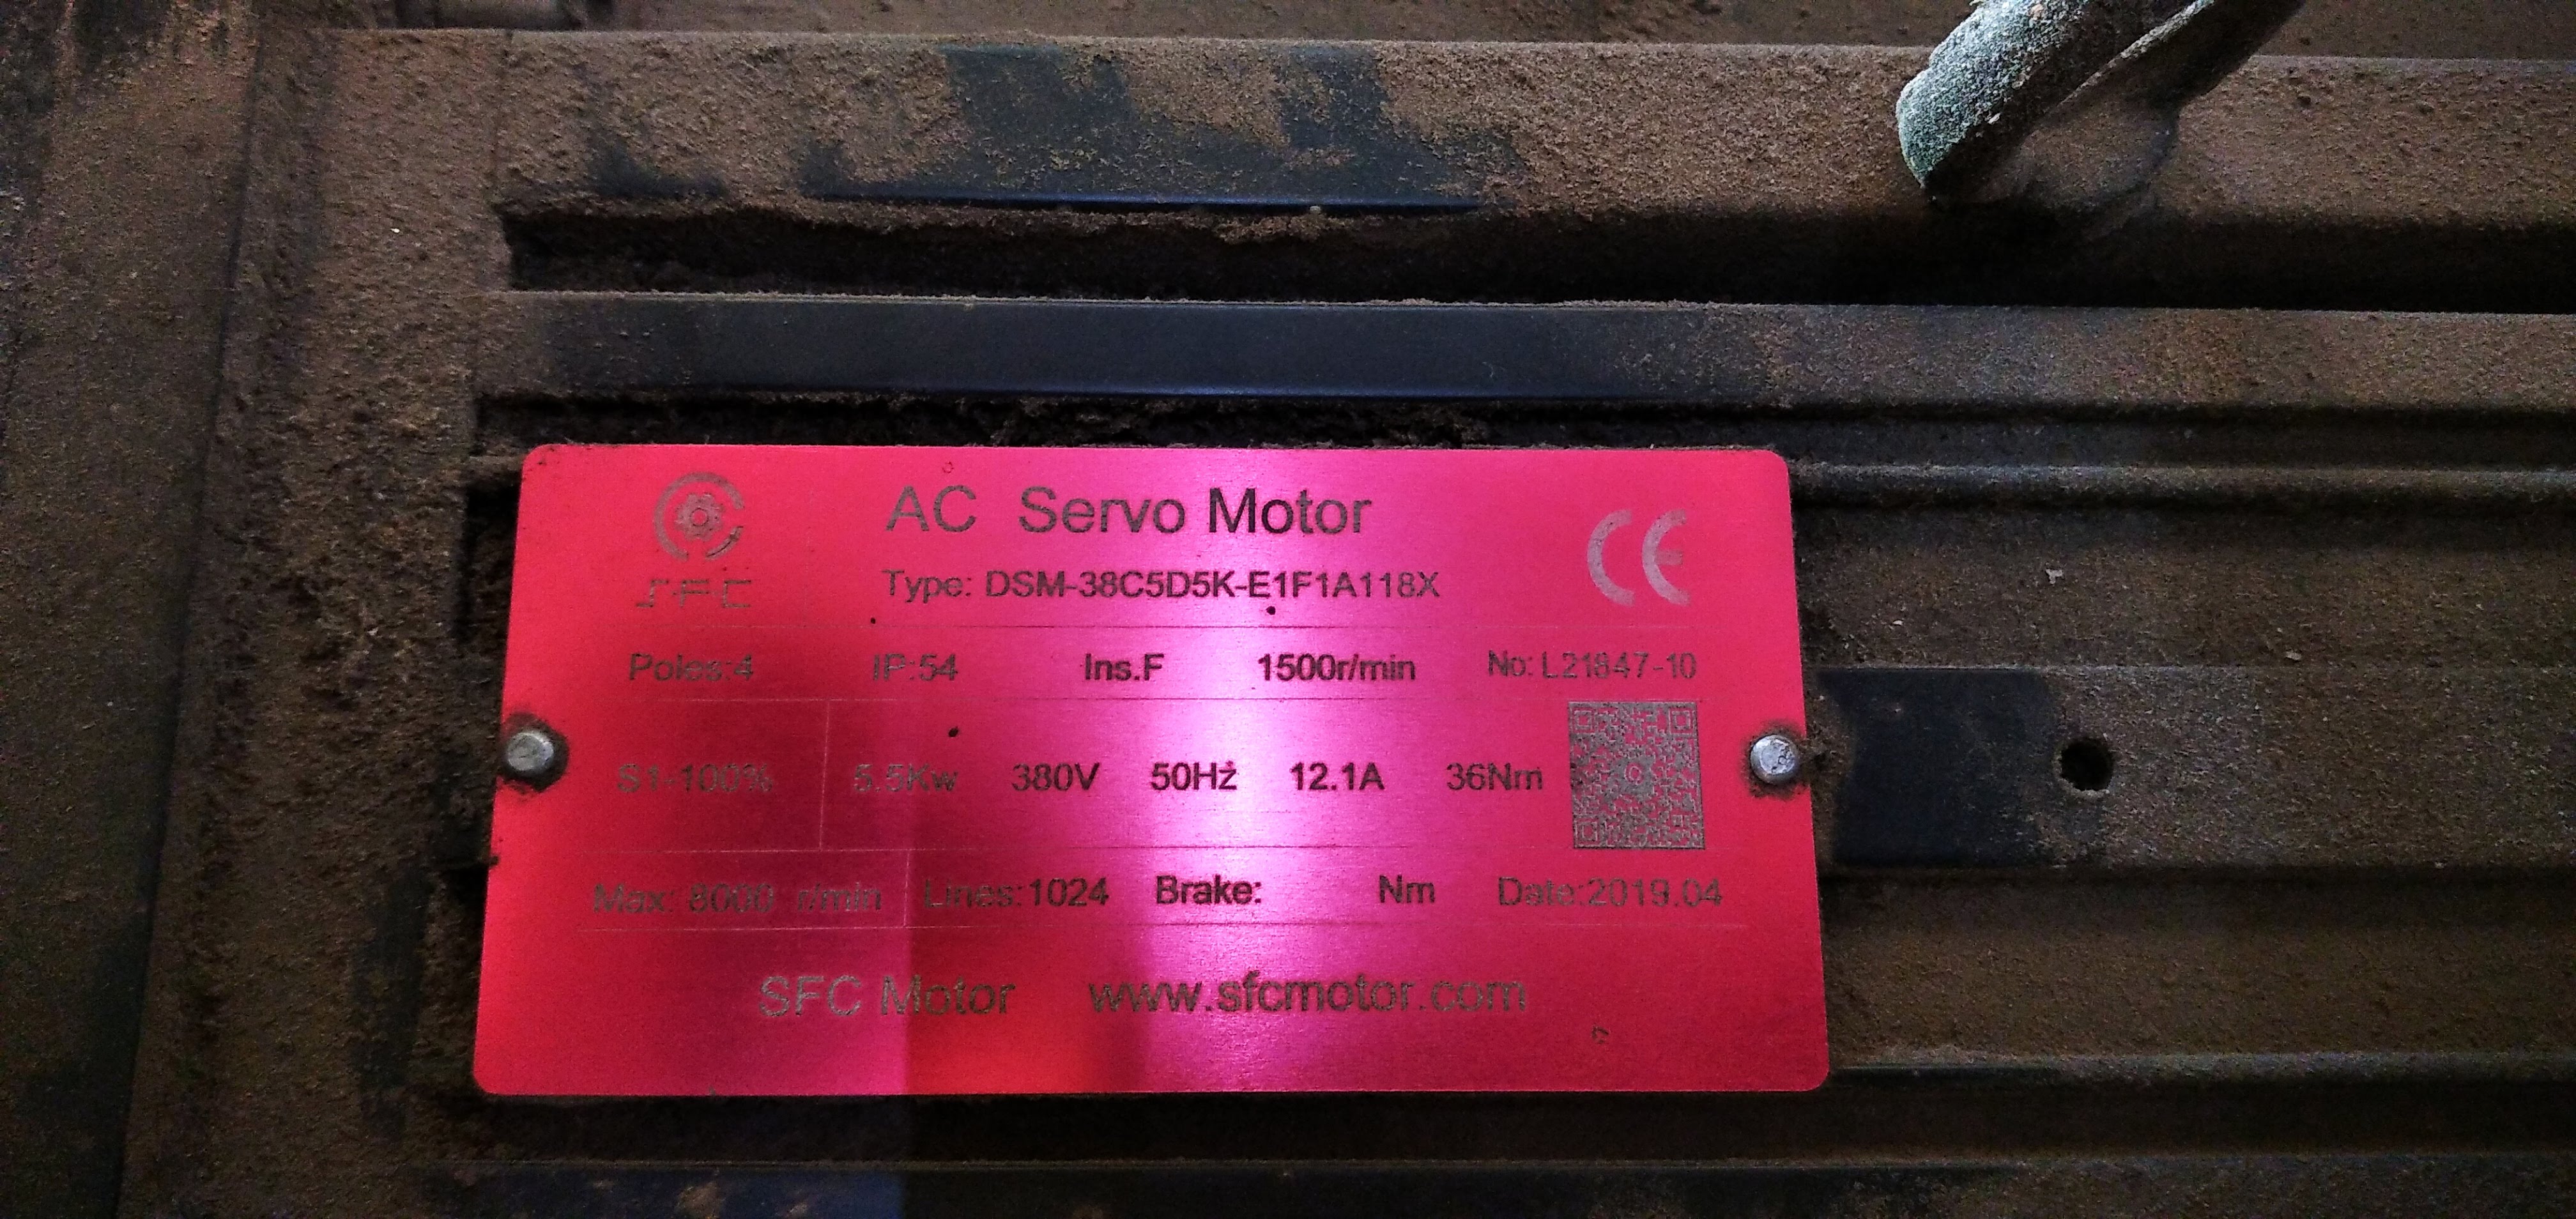 SFC
AC Servo Motor
Type: DSM-38C5D5K-E1F1A118X
CE
Poles:4 IP:54 Ins.F 1500r/min No: L21847-10
S1-100% 5.5Kw 380V 50Hz 12.1A 36Nm
Max: 8000 r/min Lines:1024 Brake: Nm Date:2019.04
SFC Motor www.sfcmotor.com